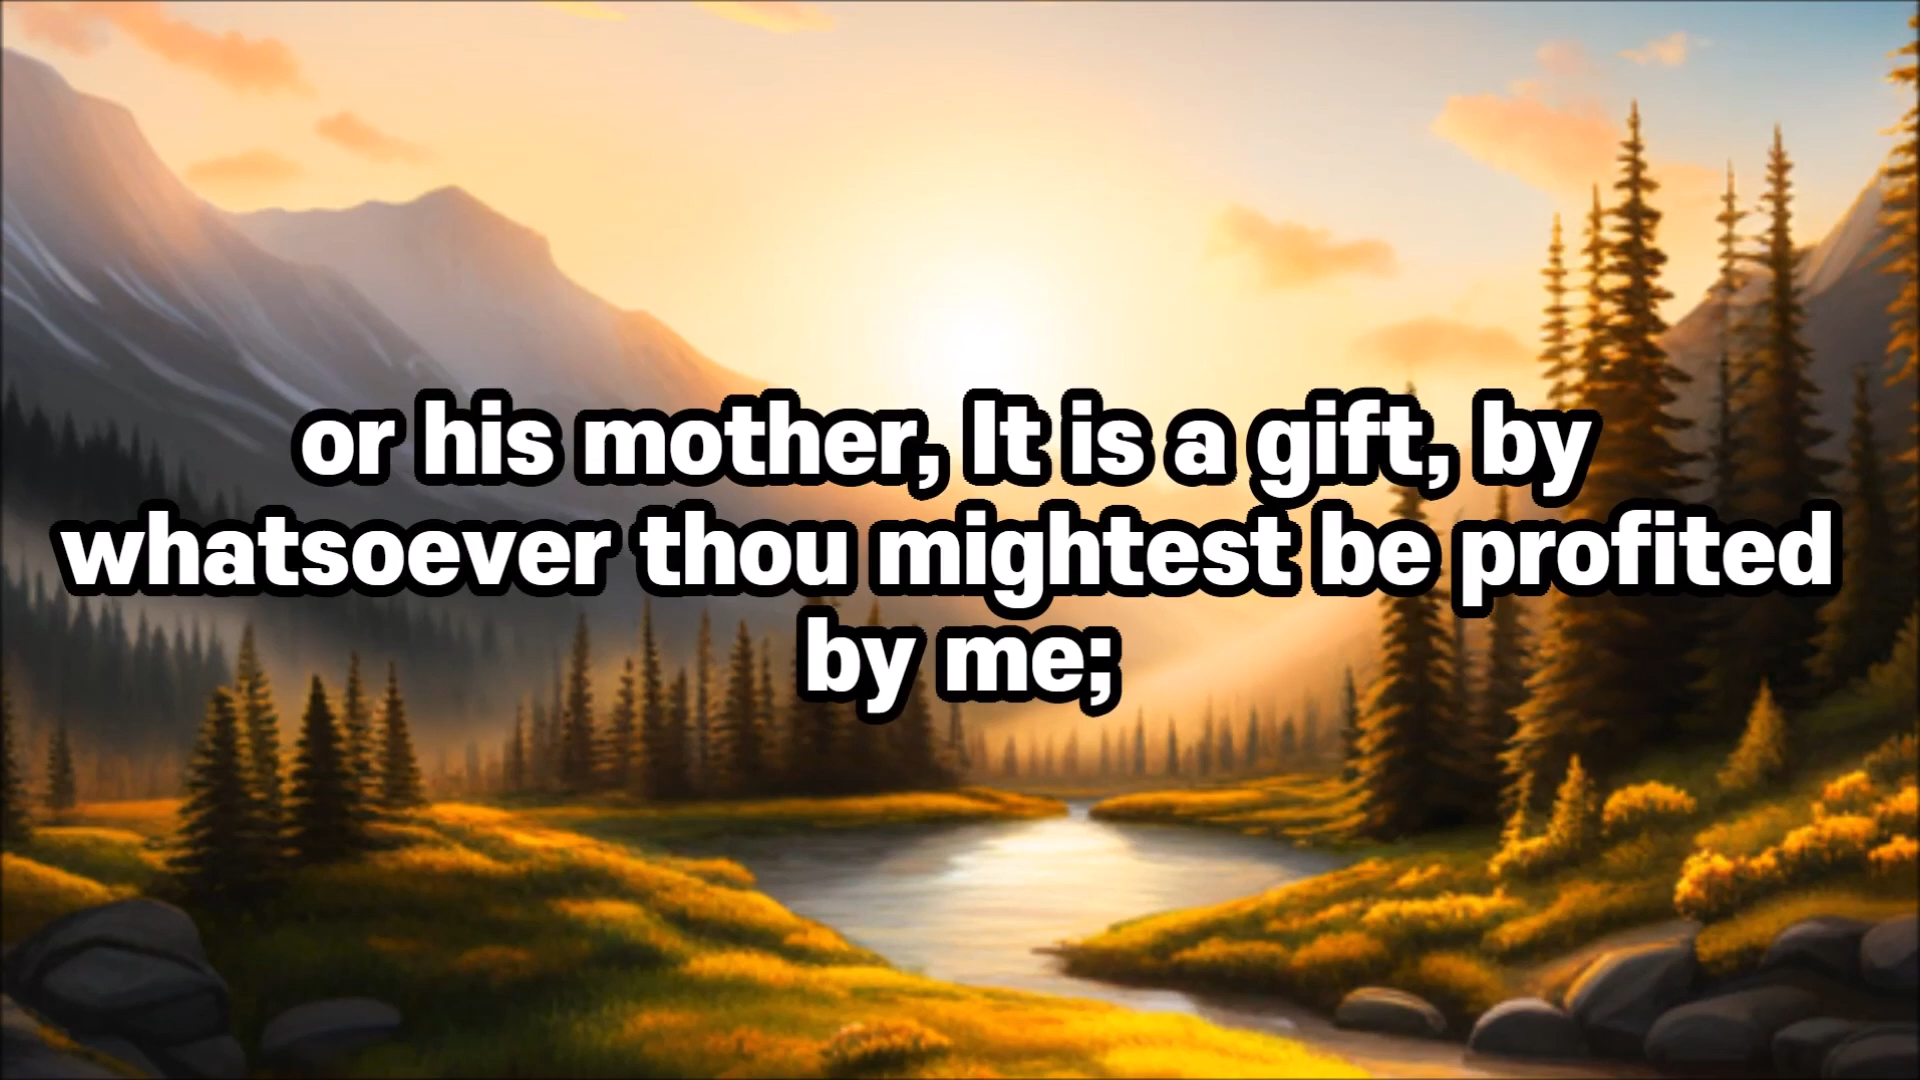 or his mother, It is a gift, by
whatsoever thou mightest be profited
by me;